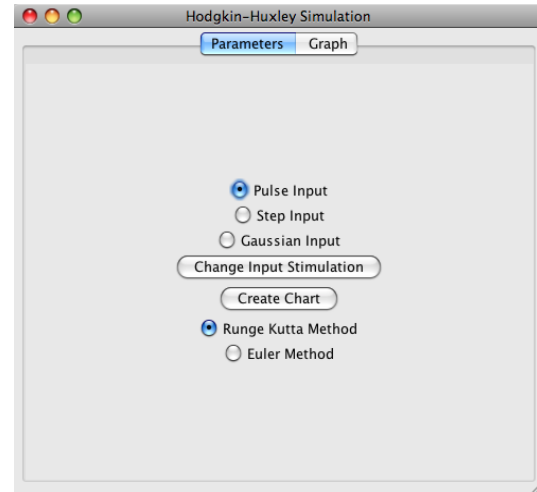 Hodgkin-Huxley Simulation
Parameters Graph
Pulse Input
Step Input
Gaussian Input
Change Input Stimulation
Create Chart
Runge Kutta Method
Euler Method